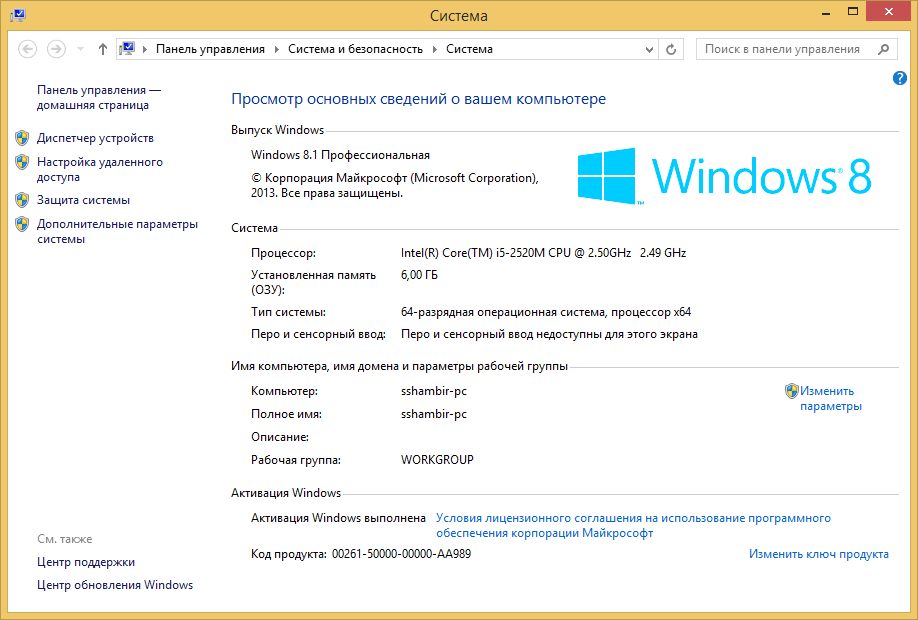 Система
Панель управления
Система и безопасность
Система
Поиск в панели управления
Панель управления —
домашняя страница
Диспетчер устройств
Настройка удаленного
доступа
Защита системы
Дополнительные параметры
системы
См. также
Центр поддержки
Центр обновления Windows
Просмотр основных сведений о вашем компьютере
Выпуск Windows
Windows 8.1 Профессиональная
© Корпорация Майкрософт (Microsoft Corporation),
2013. Все права защищены.
Windows® 8
™
Система
Процессор: Intel(R) Core(TM) i5-2520M CPU @ 2.50GHz 2.49 GHz
Установленная память
(ОЗУ): 6,00 ГБ
Тип системы: 64-разрядная операционная система, процессор x64
Перо и сенсорный ввод: Перо и сенсорный ввод недоступны для этого экрана
Имя компьютера, имя домена и параметры рабочей группы
Компьютер: sshambir-pc
Изменить
параметры
Полное имя: sshambir-pc
Описание:
Рабочая группа: WORKGROUP
Активация Windows
Активация Windows выполнена Условия лицензионного соглашения на использование программного
обеспечения корпорации Майкрософт
Код продукта: 00261-50000-00000-AA989 Изменить ключ продукта